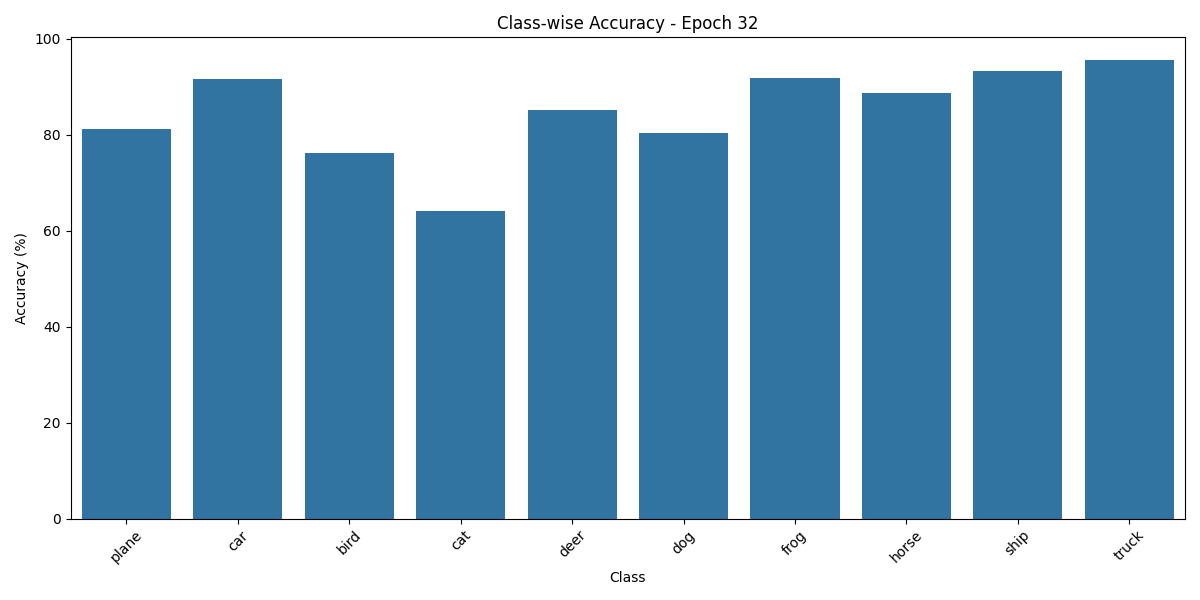 Class-wise Accuracy - Epoch 32
Accuracy (%)
100
80
60
40
20
0
plane
car
bird
cat
deer
dog
frog
horse
ship
truck
Class